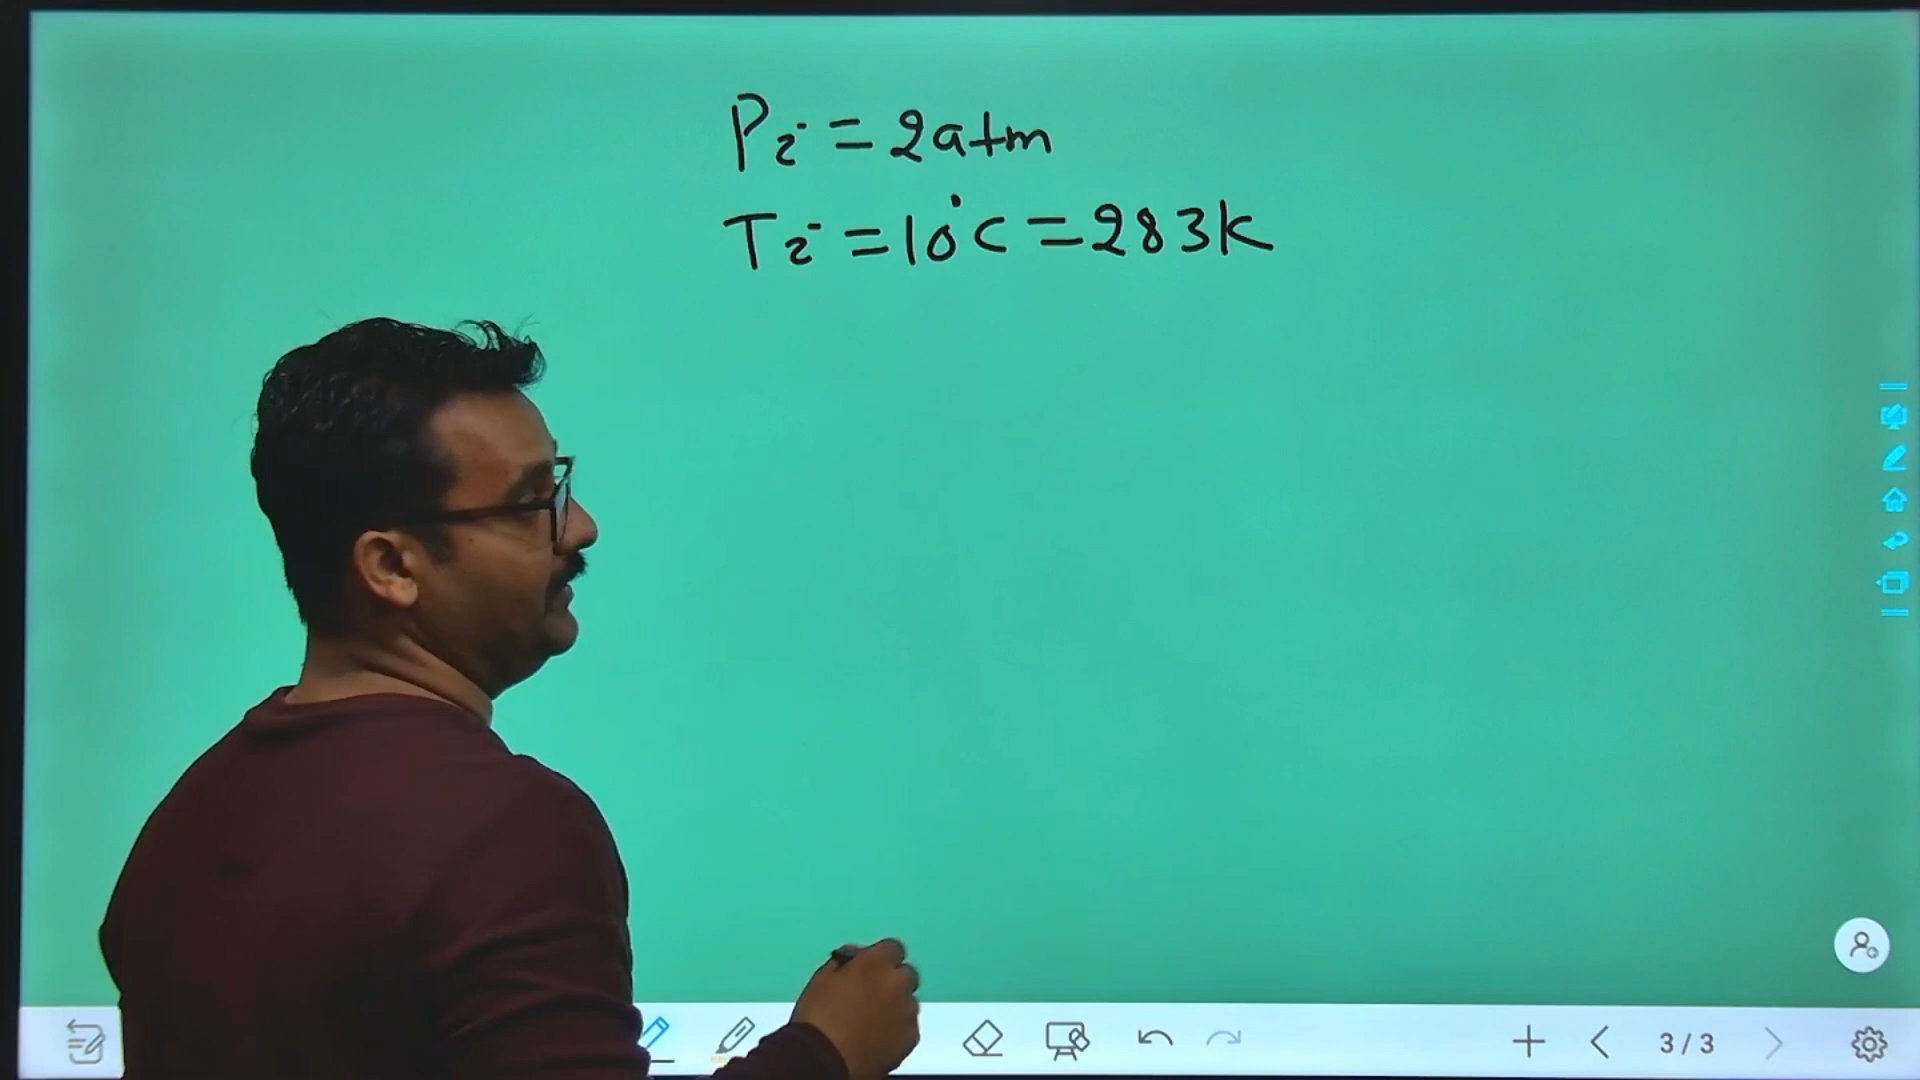 Pi = 2atm
Ti = 10°C = 283K
3/3